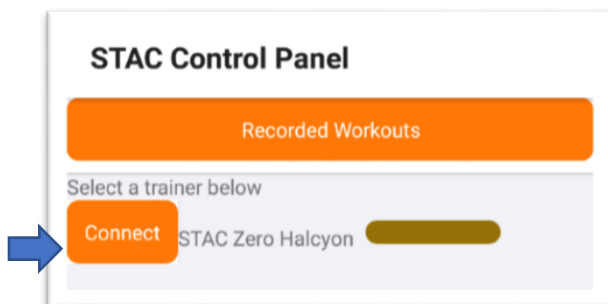 STAC Control Panel
Recorded Workouts
Select a trainer below
Connect STAC Zero Halcyon